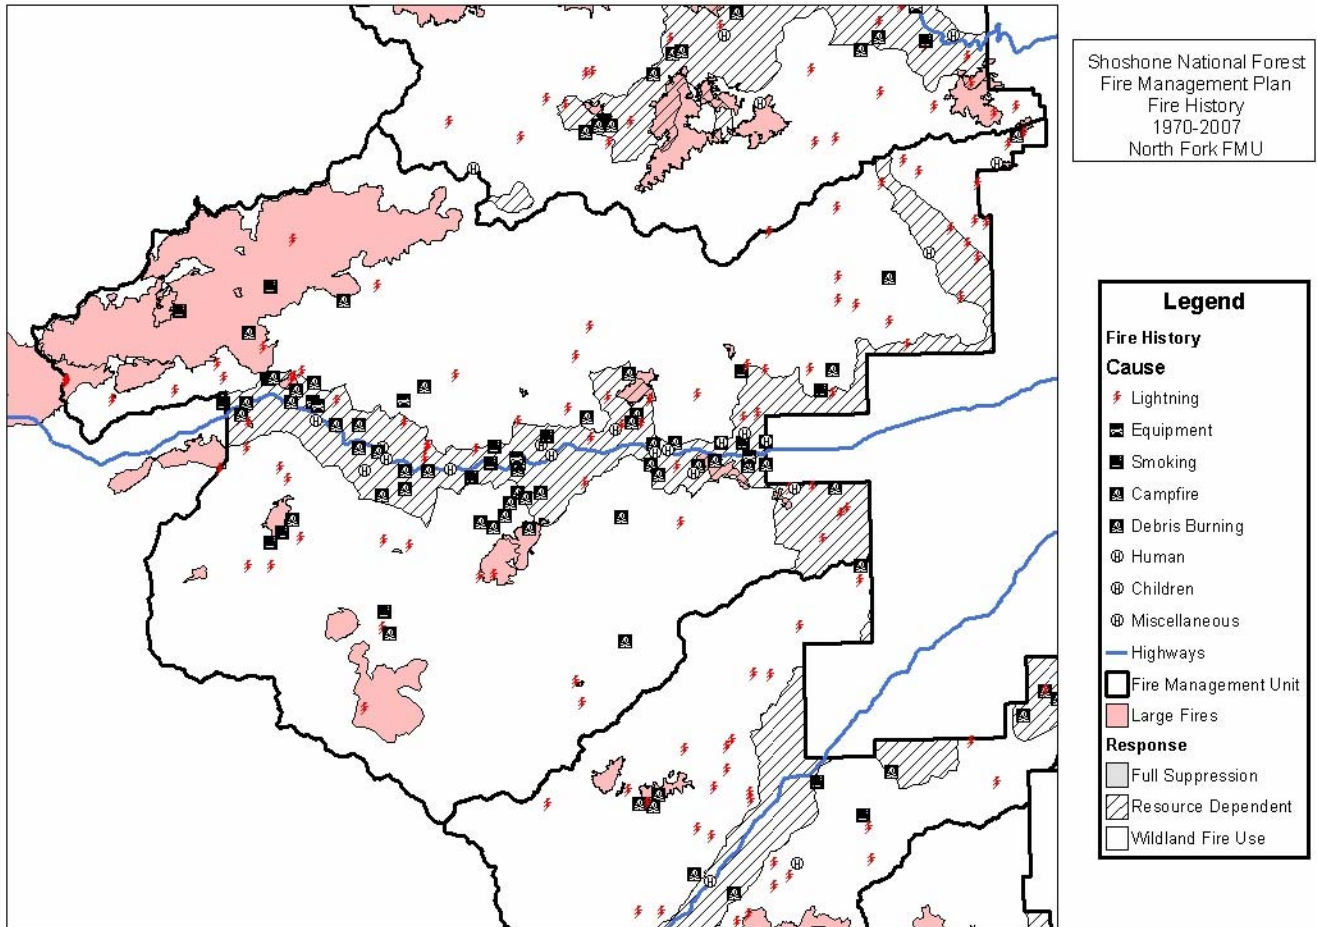 Shoshone National Forest
Fire Management Plan
Fire History
1970-2007
North Fork FMU
Legend
Fire History
Cause
Lightning
Equipment
Smoking
Campfire
Debris Burning
Human
Children
Miscellaneous
Highways
Fire Management Unit
Large Fires
Response
Full Suppression
Resource Dependent
Wildland Fire Use